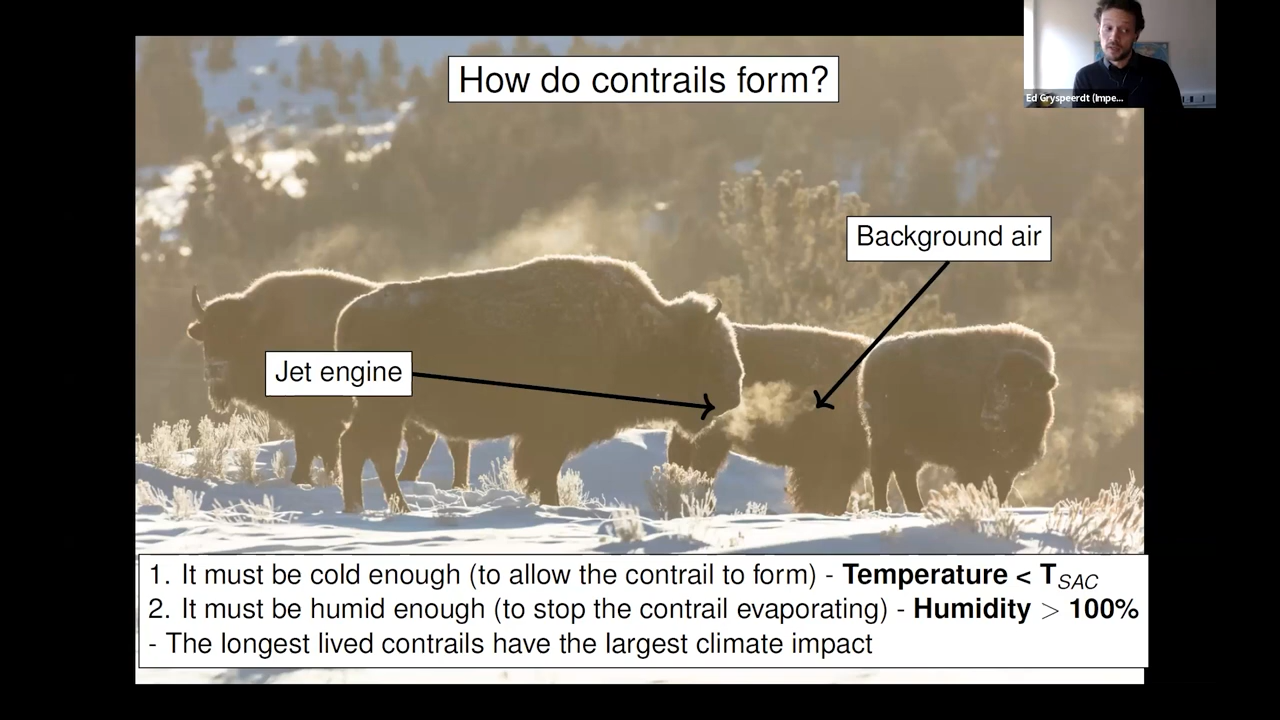 How do contrails form?
Ed Gryspeerdt (Impe...
Background air
Jet engine
1. It must be cold enough (to allow the contrail to form) - Temperature < TSAC
2. It must be humid enough (to stop the contrail evaporating) - Humidity > 100%
- The longest lived contrails have the largest climate impact